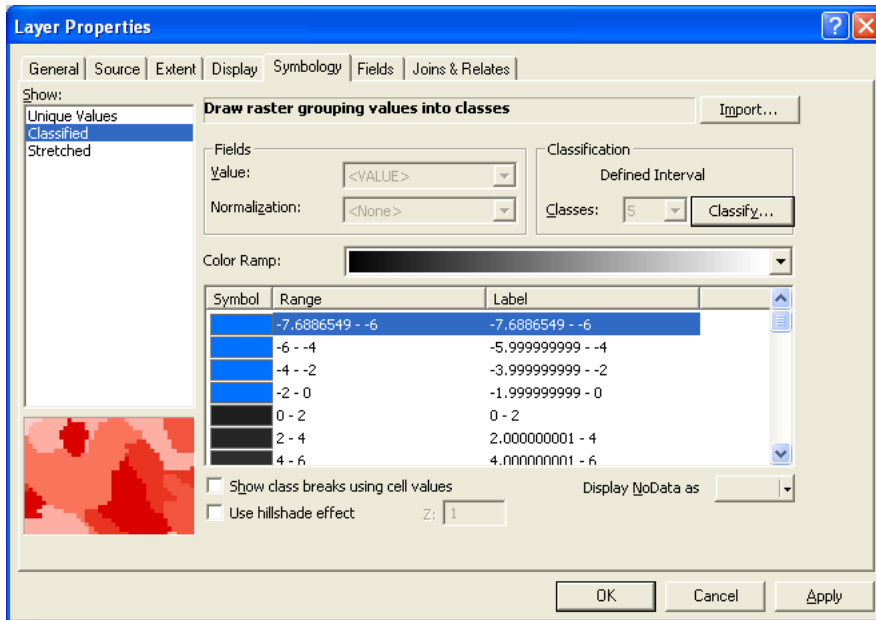 Layer Properties
General Source Extent Display Symbology Fields Joins & Relates
Show:
Unique Values
Classified
Stretched
Draw raster grouping values into classes
Import...
Fields
Value: <VALUE>
Normalization: <None>
Classification
Defined Interval
Classes: 5 Classify...
Color Ramp:
Symbol Range Label
-7.6886549 - -6 -7.6886549 - -6
-6 - -4 -5.999999999 - -4
-4 - -2 -3.999999999 - -2
-2 - 0 -1.999999999 - 0
0 - 2 0 - 2
2 - 4 2.000000001 - 4
4 - 6 4.000000001 - 6
Show class breaks using cell values
Display NoData as
Use hillshade effect Z: 1
OK Cancel Apply